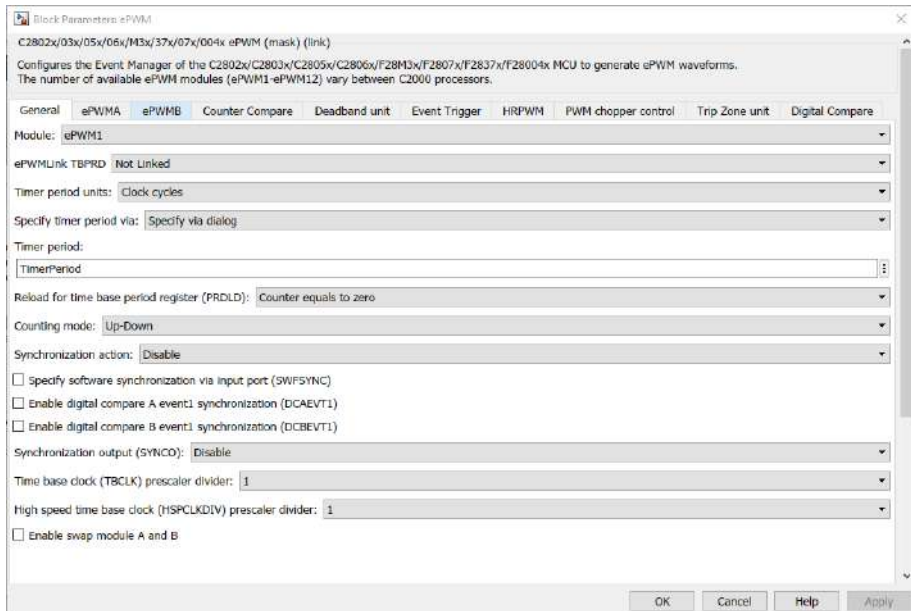 Block Parameters: ePWM
C2802x/03x/05x/06x/M3x/37x/07x/004x ePWM (mask) (link)
Configures the Event Manager of the C2802x/C2803x/C2805x/C2806x/F28M3x/F2807x/F2837x/F28004x MCU to generate ePWM waveforms.
The number of available ePWM modules (ePWM1-ePWM12) vary between C2000 processors.
General ePWMA ePWMB Counter Compare Deadband unit Event Trigger HRPWM PWM chopper control Trip Zone unit Digital Compare
Module: ePWM1
ePWMLink TBPRD Not Linked
Timer period units: Clock cycles
Specify timer period via: Specify via dialog
Timer period:
TimerPeriod
Reload for time base period register (PRDLD): Counter equals to zero
Counting mode: Up-Down
Synchronization action: Disable
Specify software synchronization via input port (SWFSYNC)
Enable digital compare A event1 synchronization (DCAEVT1)
Enable digital compare B event1 synchronization (DCBEVT1)
Synchronization output (SYNCO): Disable
Time base clock (TBCLK) prescaler divider: 1
High speed time base clock (HSPCLKDIV) prescaler divider: 1
Enable swap module A and B
OK Cancel Help Apply